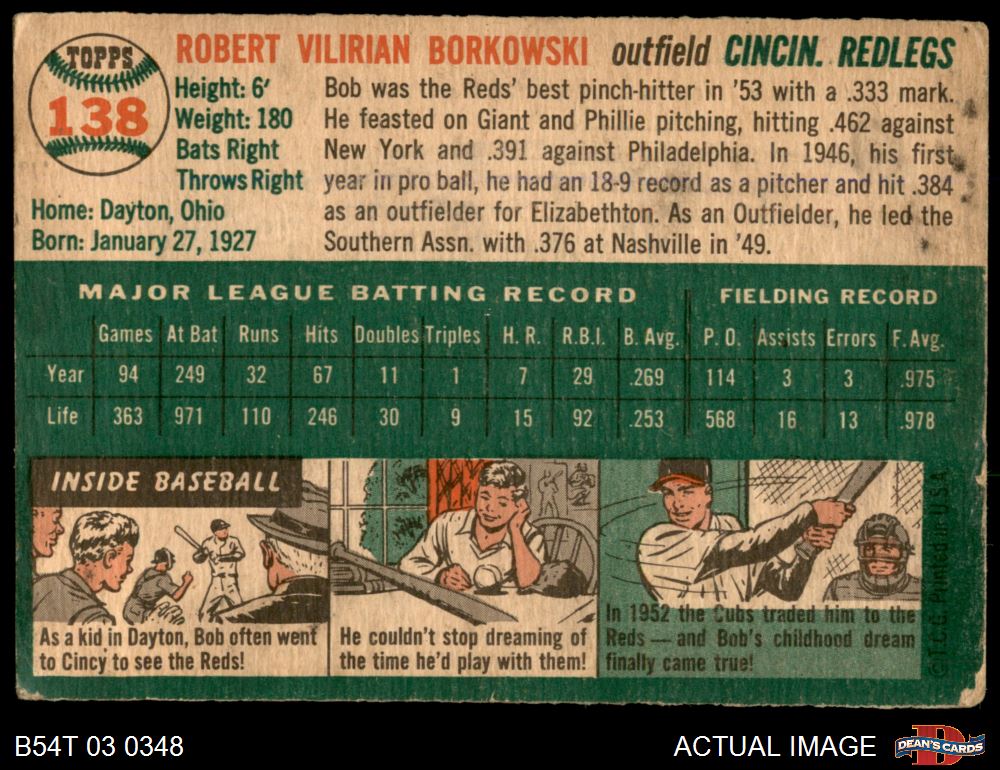 TOPPS
138
ROBERT VILIRIAN BORKOWSKI outfield CINCIN. REDLEGS
Height: 6'
Weight: 180
Bats Right
Throws Right
Home: Dayton, Ohio
Born: January 27, 1927
Bob was the Reds' best pinch-hitter in '53 with a .333 mark.
He feasted on Giant and Phillie pitching, hitting .462 against
New York and .391 against Philadelphia. In 1946, his first
year in pro ball, he had an 18-9 record as a pitcher and hit .384
as an outfielder for Elizabethton. As an Outfielder, he led the
Southern Assn. with .376 at Nashville in '49.
MAJOR LEAGUE BATTING RECORD FIELDING RECORD
Games At Bat Runs Hits Doubles Triples H. R. R.B.I. B. Avg. P. O. Assists Errors F. Avg.
Year 94 249 32 67 11 1 7 29 .269 114 3 3 .975
Life 363 971 110 246 30 9 15 92 .253 568 16 13 .978
INSIDE BASEBALL
As a kid in Dayton, Bob often went
to Cincy to see the Reds!
He couldn't stop dreaming of
the time he'd play with them!
In 1952 the Cubs traded him to the
Reds — and Bob's childhood dream
finally came true!
© T.C.G. Printed in U.S.A
B54T 03 0348
ACTUAL IMAGE
DEAN'S CARDS